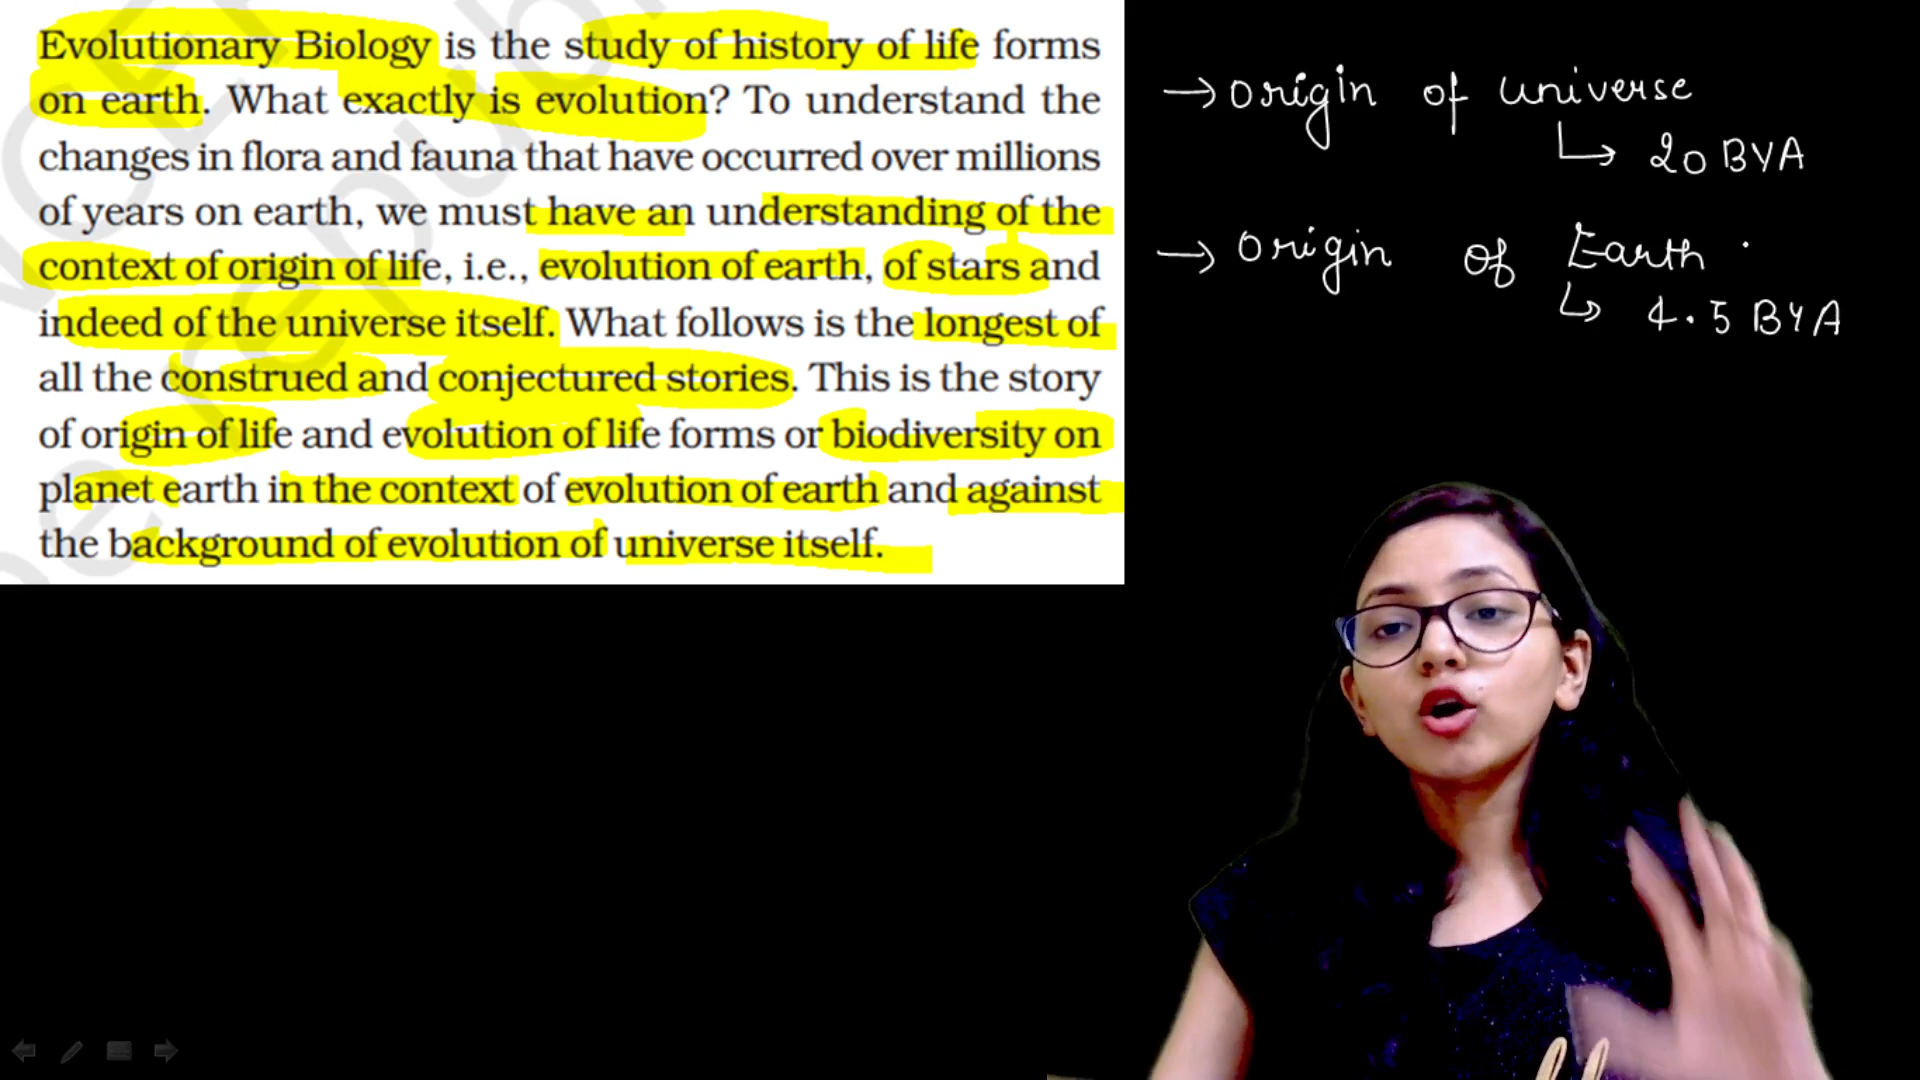 Evolutionary Biology is the study of history of life forms
on earth. What exactly is evolution? To understand the
changes in flora and fauna that have occurred over millions
of years on earth, we must have an understanding of the
context of origin of life, i.e., evolution of earth, of stars and
indeed of the universe itself. What follows is the longest of
all the construed and conjectured stories. This is the story
of origin of life and evolution of life forms or biodiversity on
planet earth in the context of evolution of earth and against
the background of evolution of universe itself.
→ Origin of universe
↳ 20 BYA
→ Origin of Earth
↳ 4.5 BYA